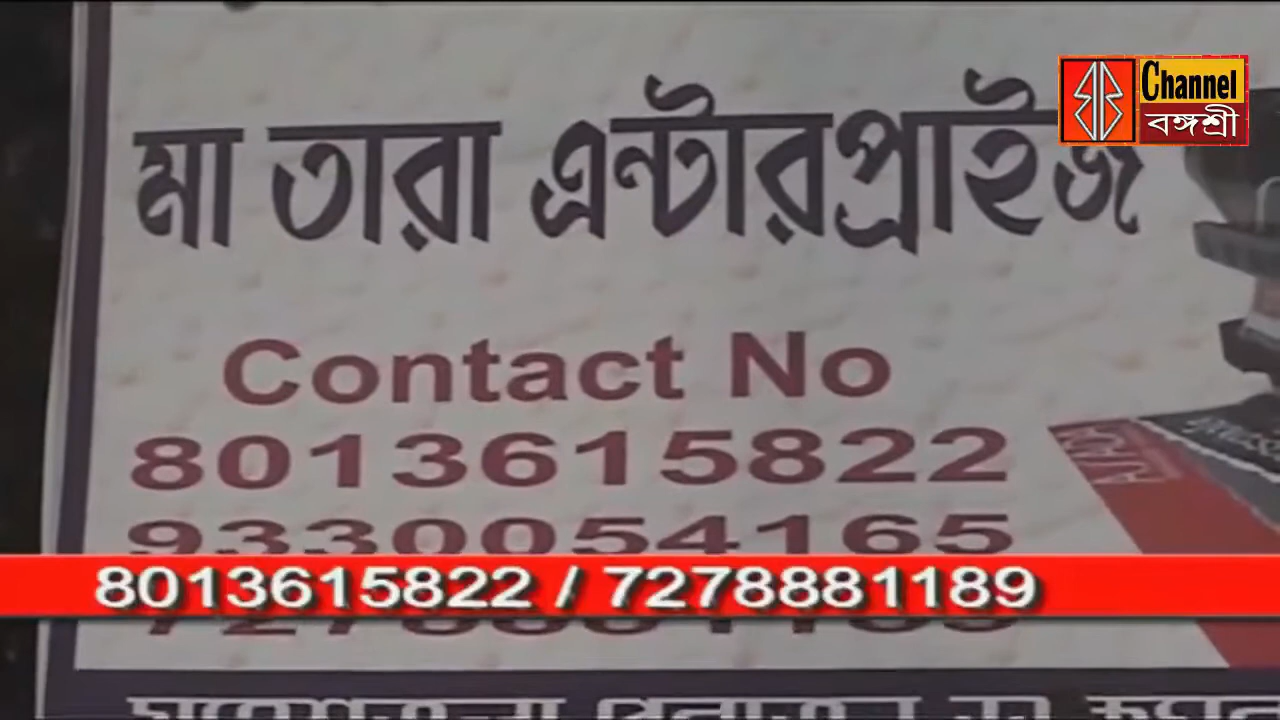 Channel
বঙ্গশ্রী
মা তারা এন্টারপ্রাইজ
Contact No
8013615822
9330054165
8013615822 / 7278881189